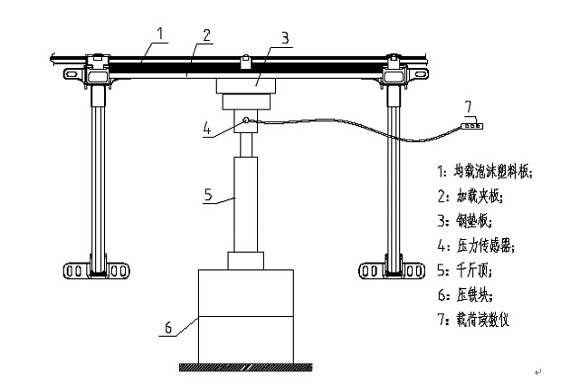 1
2
3
4
7
5
6
1：均载泡沫塑料板；
2：加载夹板；
3：钢垫板；
4：压力传感器；
5：千斤顶；
6：压铁块；
7：载荷读数仪